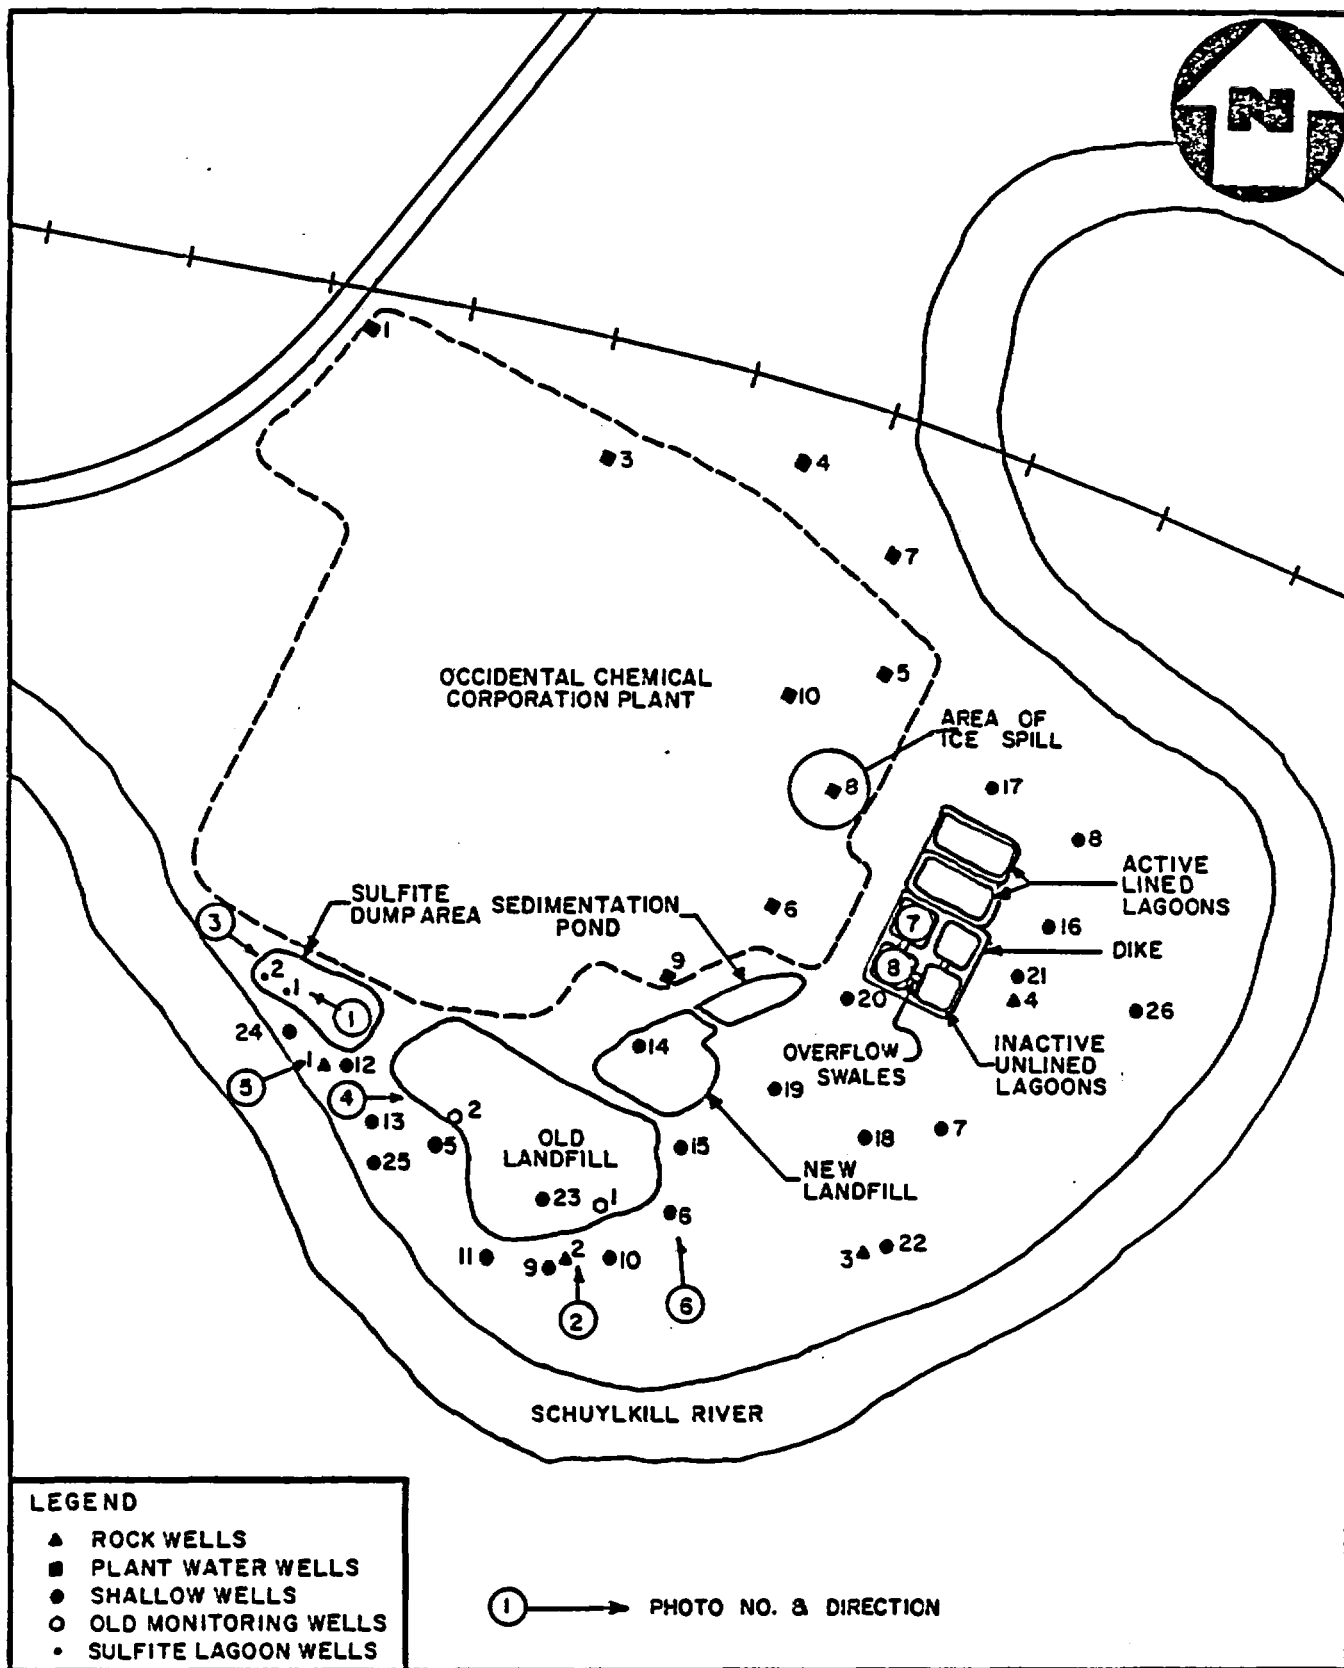 N
1
3
4
7
OCCIDENTAL CHEMICAL
CORPORATION PLANT
5
10
AREA OF
ICE SPILL
8
17
8
ACTIVE
LINED
LAGOONS
SULFITE
DUMP AREA
SEDIMENTATION
POND
6
7
16
DIKE
3
2
1
1
9
8
21
4
20
26
24
14
OVERFLOW
SWALES
INACTIVE
UNLINED
LAGOONS
1
12
5
4
19
13
2
5
OLD
LANDFILL
15
18
7
25
NEW
LANDFILL
23
1
6
11
9
2
10
3
22
2
6
SCHUYLKILL RIVER
LEGEND
ROCK WELLS
PLANT WATER WELLS
SHALLOW WELLS
OLD MONITORING WELLS
SULFITE LAGOON WELLS
1 PHOTO NO. & DIRECTION